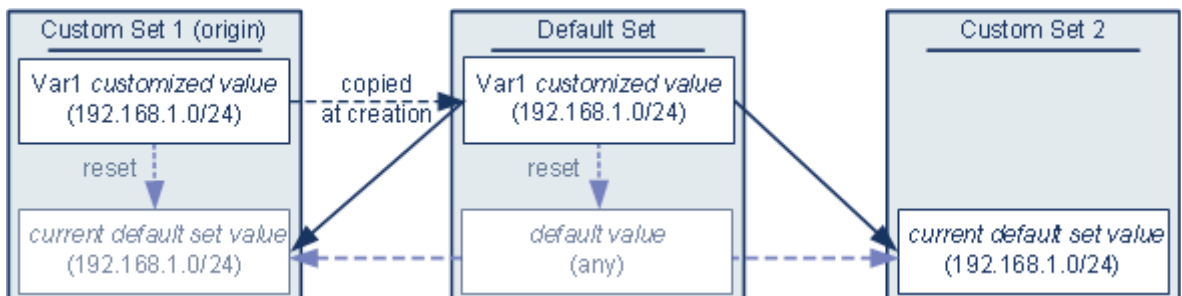 Custom Set 1 (origin)
Default Set
Custom Set 2
Var1 customized value
(192.168.1.0/24)
copied
at creation
Var1 customized value
(192.168.1.0/24)
reset
reset
current default set value
(192.168.1.0/24)
default value
(any)
current default set value
(192.168.1.0/24)